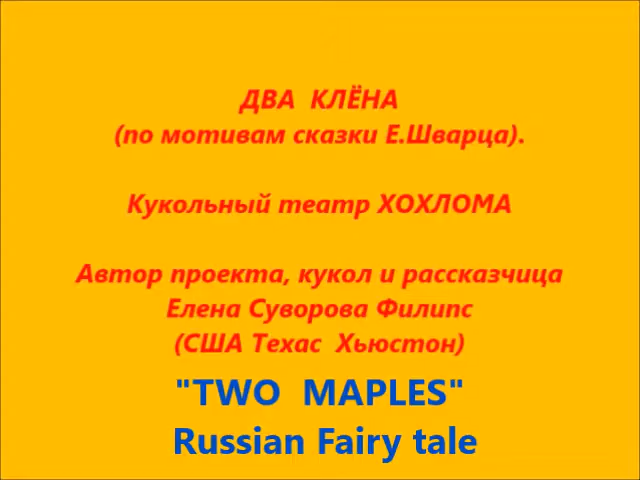 ДВА КЛЁНА
(по мотивам сказки Е.Шварца).
Кукольный театр ХОХЛОМА
Автор проекта, кукол и рассказчица
Елена Суворова Филипс
(США Техас Хьюстон)
"TWO MAPLES"
Russian Fairy tale